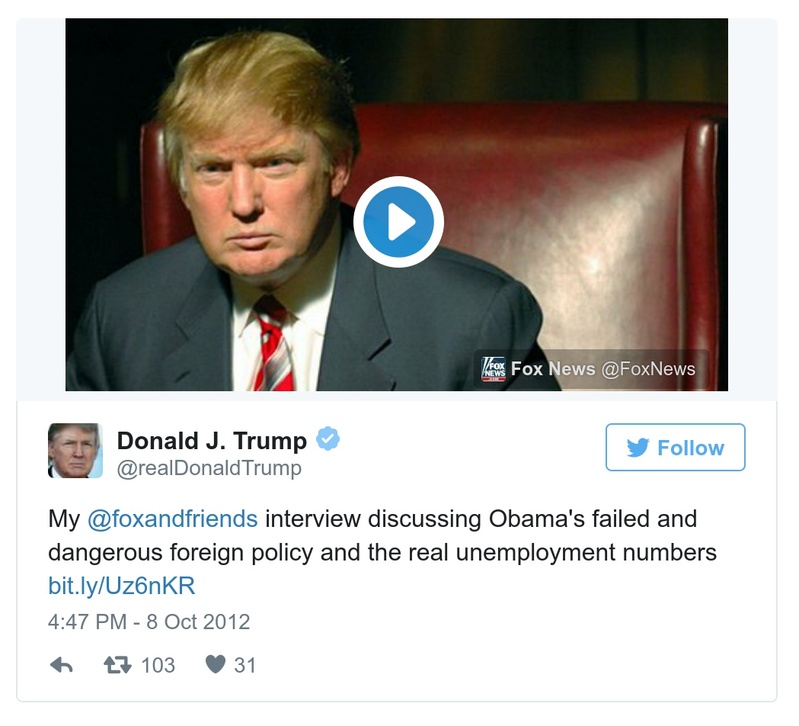 FOX
NEWS
Fox News @FoxNews
Donald J. Trump
@realDonaldTrump
Follow
My @foxandfriends interview discussing Obama's failed and
dangerous foreign policy and the real unemployment numbers
bit.ly/Uz6nKR
4:47 PM - 8 Oct 2012
103 31